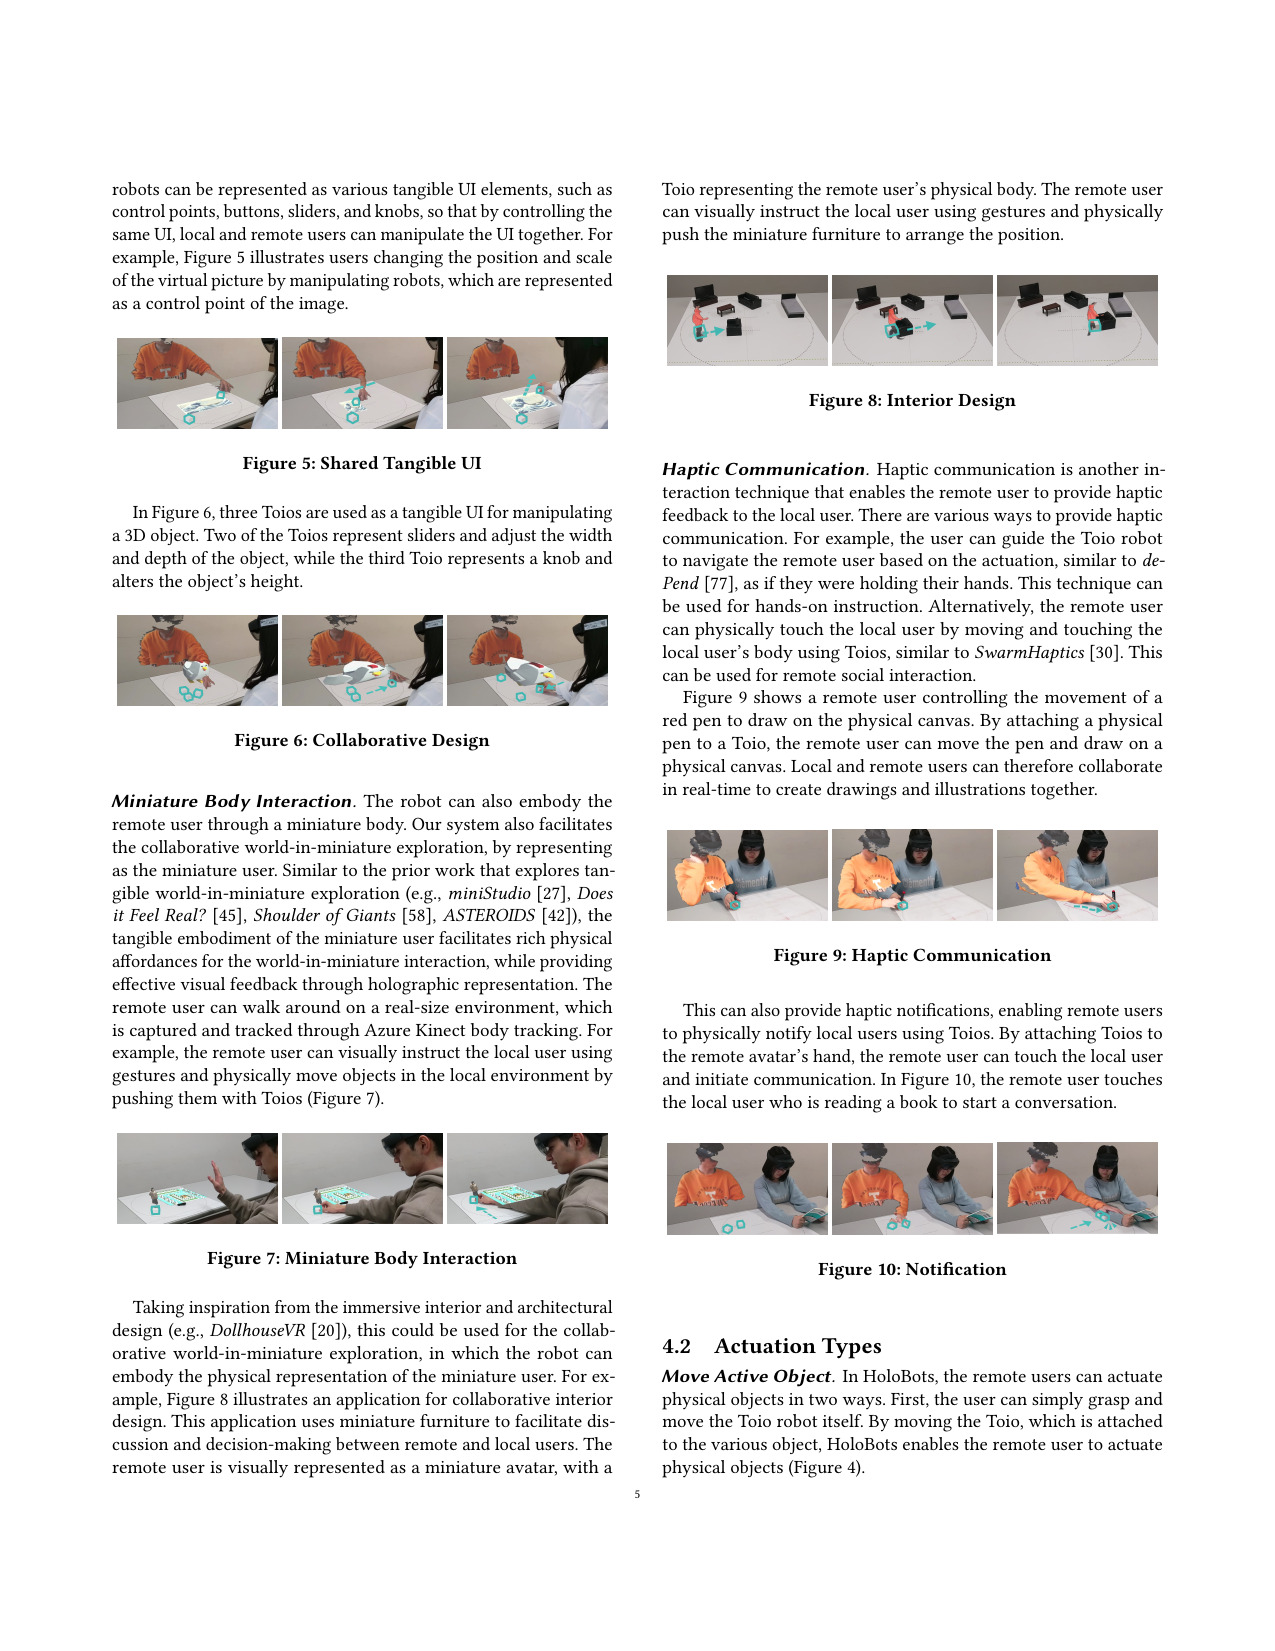 robots can be represented as various tangible UI elements, such as
control points, buttons, sliders, and knobs, so that by controlling the
same UI, local and remote users can manipulate the UI together. For
example, Figure 5 illustrates users changing the position and scale
of the virtual picture by manipulating robots, which are represented
as a control point of the image.
Figure 5: Shared Tangible UI
In Figure 6, three Toios are used as a tangible UI for manipulating
a 3D object. Two of the Toios represent sliders and adjust the width
and depth of the object, while the third Toio represents a knob and
alters the object's height.
Figure 6: Collaborative Design
Miniature Body Interaction. The robot can also embody the
remote user through a miniature body. Our system also facilitates
the collaborative world-in-miniature exploration, by representing
as the miniature user. Similar to the prior work that explores tan-
gible world-in-miniature exploration (e.g., miniStudio [27], Does
it Feel Real? [45], Shoulder of Giants [58], ASTEROIDS [42]), the
tangible embodiment of the miniature user facilitates rich physical
affordances for the world-in-miniature interaction, while providing
effective visual feedback through holographic representation. The
remote user can walk around on a real-size environment, which
is captured and tracked through Azure Kinect body tracking. For
example, the remote user can visually instruct the local user using
gestures and physically move objects in the local environment by
pushing them with Toios (Figure 7).
Figure 7: Miniature Body Interaction
Taking inspiration from the immersive interior and architectural
design (e.g., DollhouseVR [20]), this could be used for the collab-
orative world-in-miniature exploration, in which the robot can
embody the physical representation of the miniature user. For ex-
ample, Figure 8 illustrates an application for collaborative interior
design. This application uses miniature furniture to facilitate dis-
cussion and decision-making between remote and local users. The
remote user is visually represented as a miniature avatar, with a
Toio representing the remote user's physical body. The remote user
can visually instruct the local user using gestures and physically
push the miniature furniture to arrange the position.
Figure 8: Interior Design
Haptic Communication. Haptic communication is another in-
teraction technique that enables the remote user to provide haptic
feedback to the local user. There are various ways to provide haptic
communication. For example, the user can guide the Toio robot
to navigate the remote user based on the actuation, similar to de-
Pend [77], as if they were holding their hands. This technique can
be used for hands-on instruction. Alternatively, the remote user
can physically touch the local user by moving and touching the
local user's body using Toios, similar to SwarmHaptics [30]. This
can be used for remote social interaction.
Figure 9 shows a remote user controlling the movement of a
red pen to draw on the physical canvas. By attaching a physical
pen to a Toio, the remote user can move the pen and draw on a
physical canvas. Local and remote users can therefore collaborate
in real-time to create drawings and illustrations together.
Figure 9: Haptic Communication
This can also provide haptic notifications, enabling remote users
to physically notify local users using Toios. By attaching Toios to
the remote avatar's hand, the remote user can touch the local user
and initiate communication. In Figure 10, the remote user touches
the local user who is reading a book to start a conversation.
Figure 10: Notification
4.2 Actuation Types
Move Active Object. In HoloBots, the remote users can actuate
physical objects in two ways. First, the user can simply grasp and
move the Toio robot itself. By moving the Toio, which is attached
to the various object, HoloBots enables the remote user to actuate
physical objects (Figure 4).
5